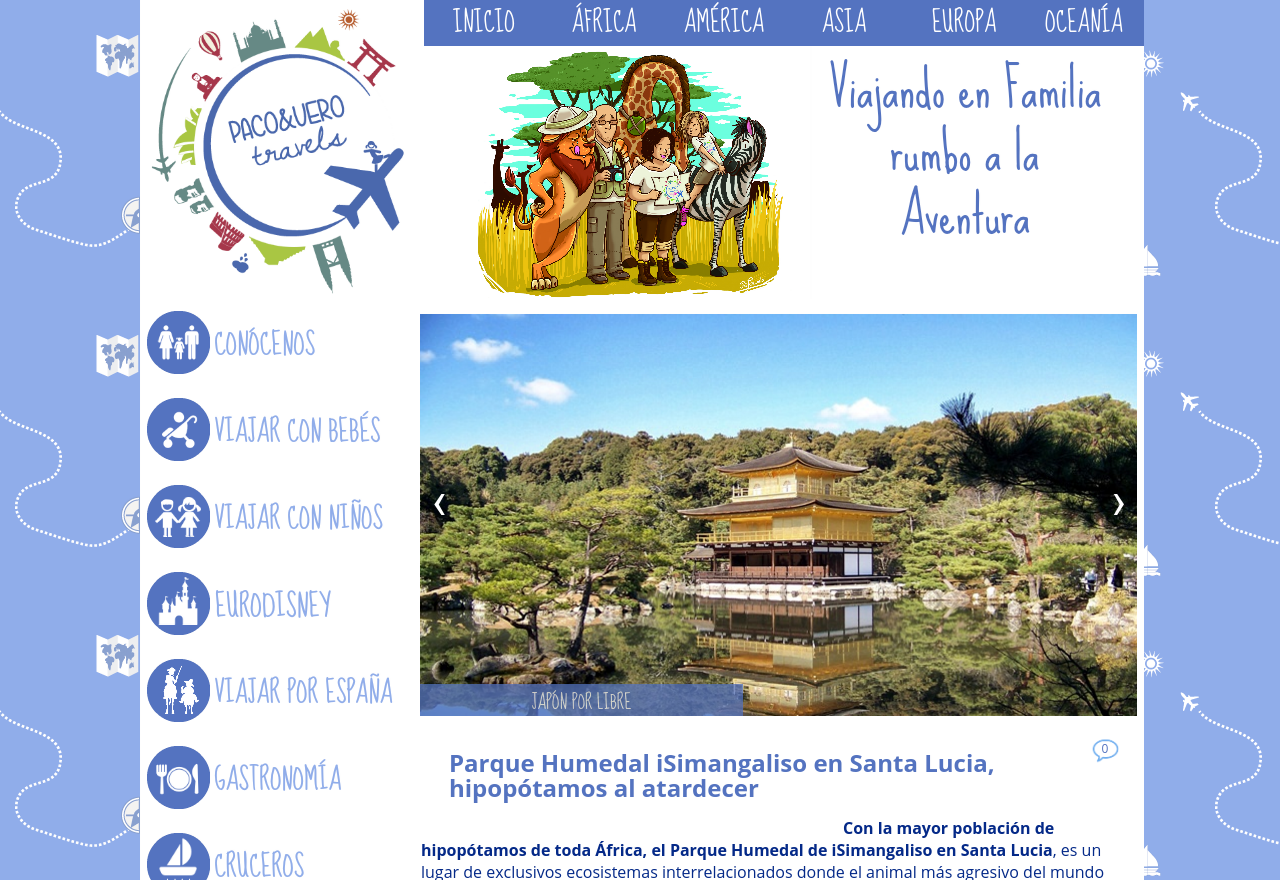 INICIO
ÁFRICA
AMÉRICA
ASIA
EUROPA
OCEANÍA
PACO&VERO
travels
Viajando en Familia
rumbo a la
Aventura
CONÓCENOS
VIAJAR CON BEBÉS
VIAJAR CON NIÑOS
EURODISNEY
VIAJAR POR ESPAÑA
GASTRONOMÍA
CRUCEROS
JAPÓN POR LIBRE
0
Parque Humedal iSimangaliso en Santa Lucia,
hipopótamos al atardecer
Con la mayor población de
hipopótamos de toda África, el Parque Humedal de iSimangaliso en Santa Lucia, es un
lugar de exclusivos ecosistemas interrelacionados donde el animal más agresivo del mundo